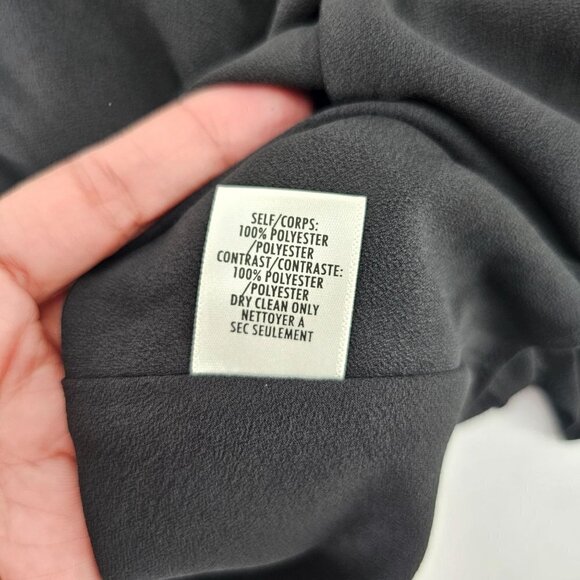 SELF/CORPS:
100% POLYESTER
/POLYESTER
CONTRAST/CONTRASTE:
100% POLYESTER
/POLYESTER
DRY CLEAN ONLY
NETTOYER A
SEC SEULEMENT